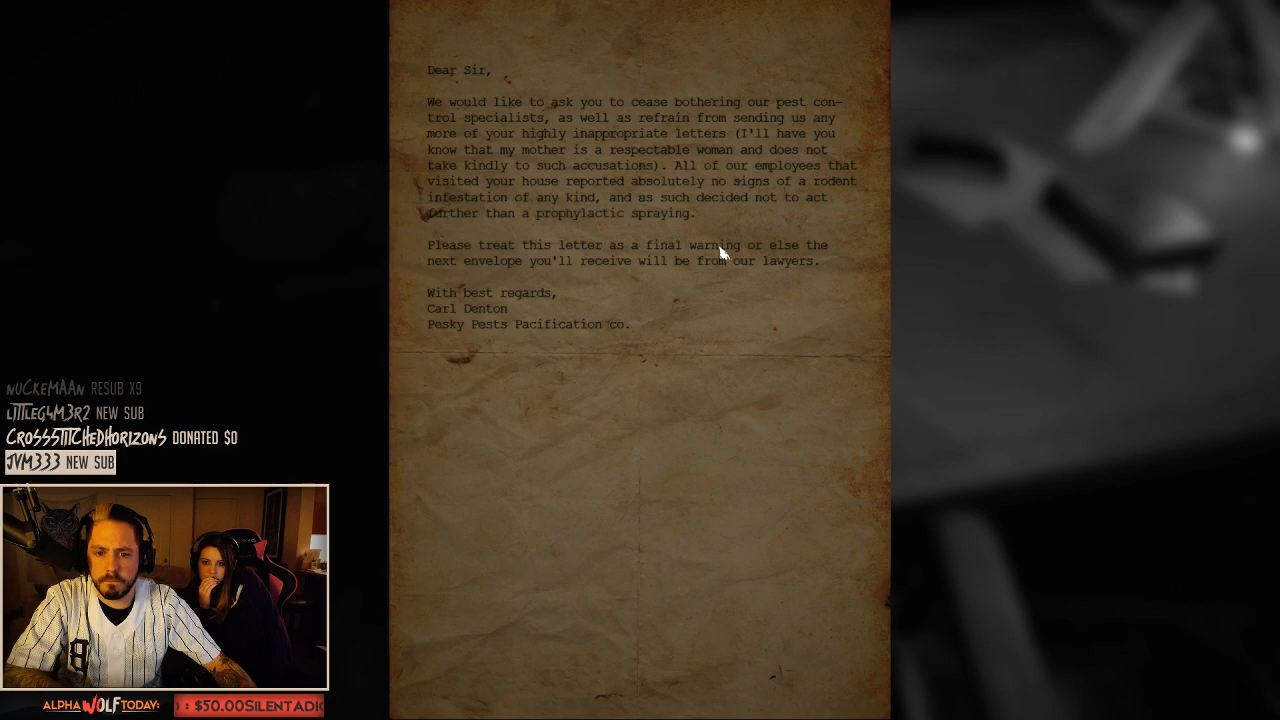 Dear Sir,
We would like to ask you to cease bothering our pest con-
trol specialists, as well as refrain from sending us any
more of your highly inappropriate letters (I'll have you
know that my mother is a respectable woman and does not
take kindly to such accusations). All of our employees that
visited your house reported absolutely no signs of a rodent
infestation of any kind, and as such decided not to act
further than a prophylactic spraying.
Please treat this letter as a final warning or else the
next envelope you'll receive will be from our lawyers.
With best regards,
Carl Denton
Pesky Pests Pacification co.
NUCKEMAAN RESUB X9
L1TTLEG4M3R2 NEW SUB
CROSSSTITCHEDHORIZONS DONATED $0
JVM333 NEW SUB
ALPHA WOLF TODAY: : $50.00SILENTADI